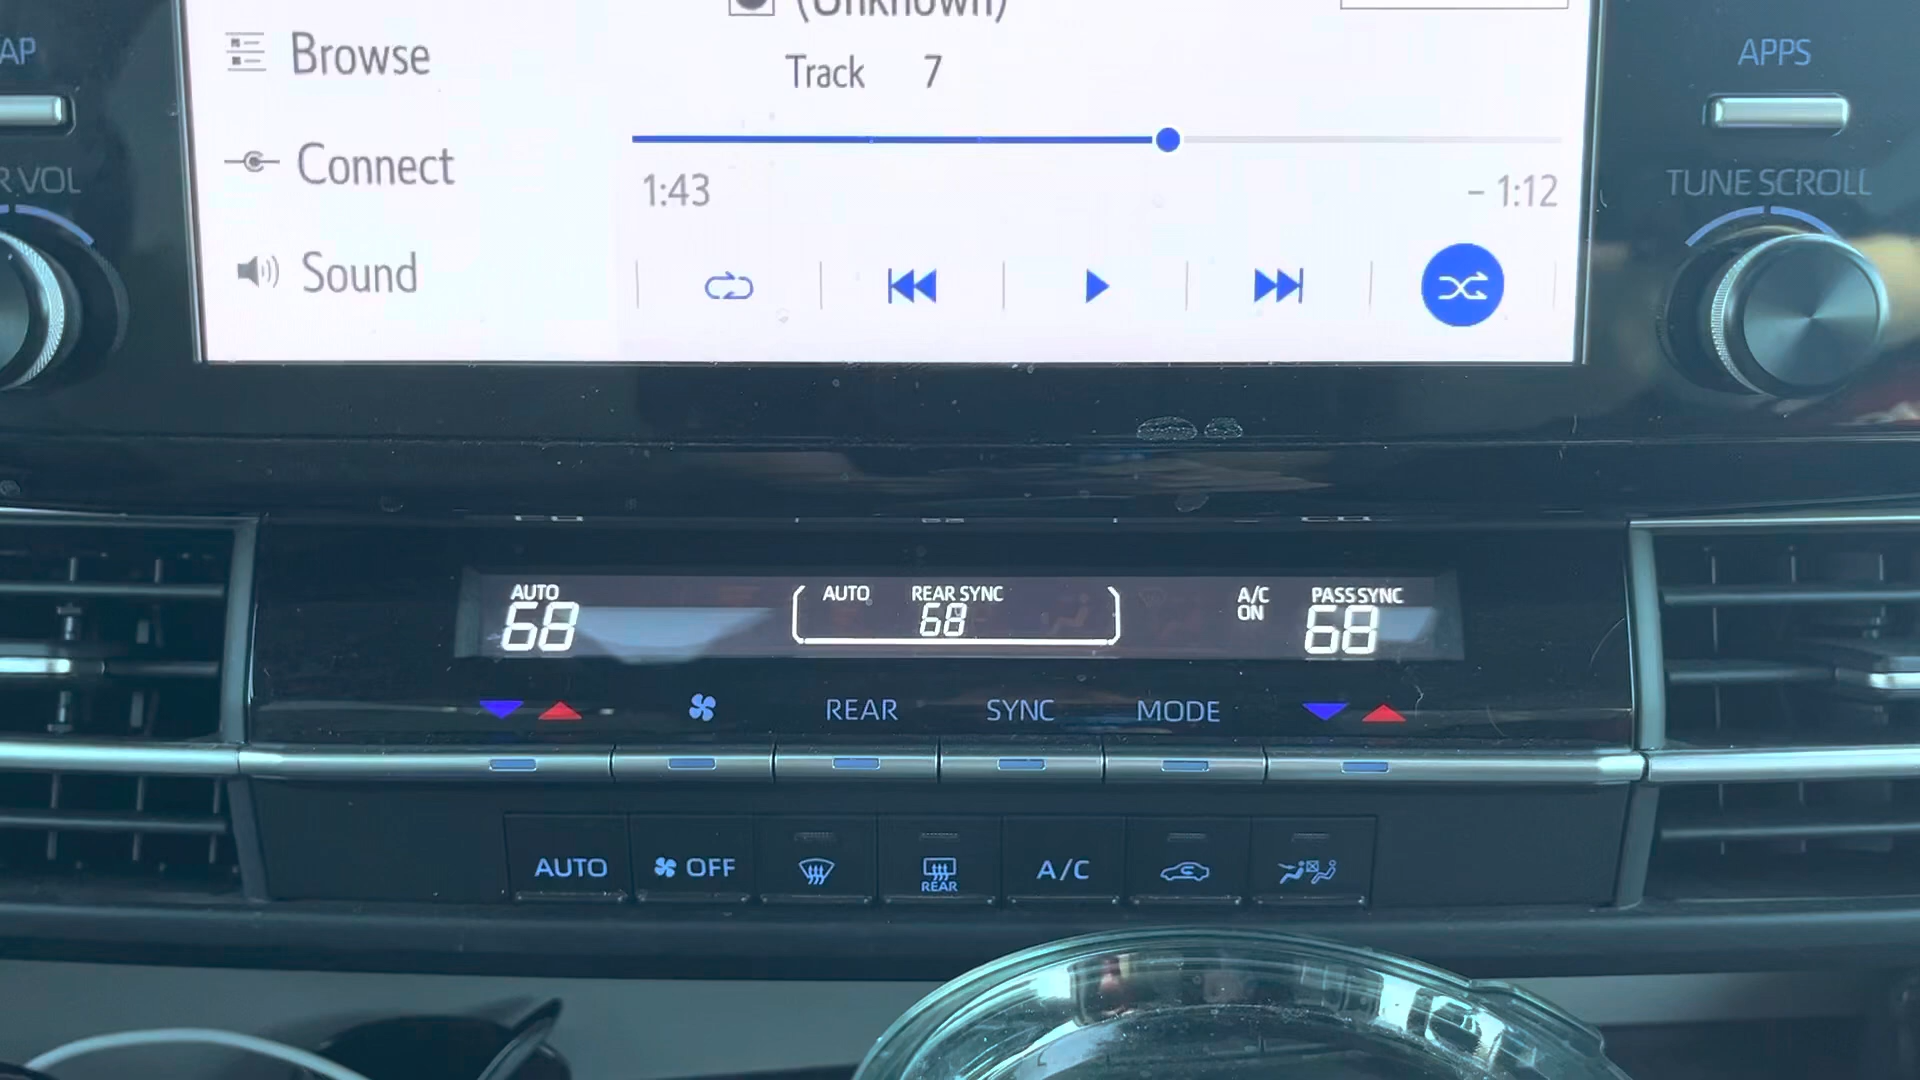 (Unknown)
AP
Browse
Track 7
APPS
Connect
R VOL
1:43
- 1:12
TUNE SCROLL
Sound
AUTO
68
AUTO
REAR SYNC
68
A/C
ON
PASS SYNC
68
REAR
SYNC
MODE
AUTO
OFF
REAR
A/C